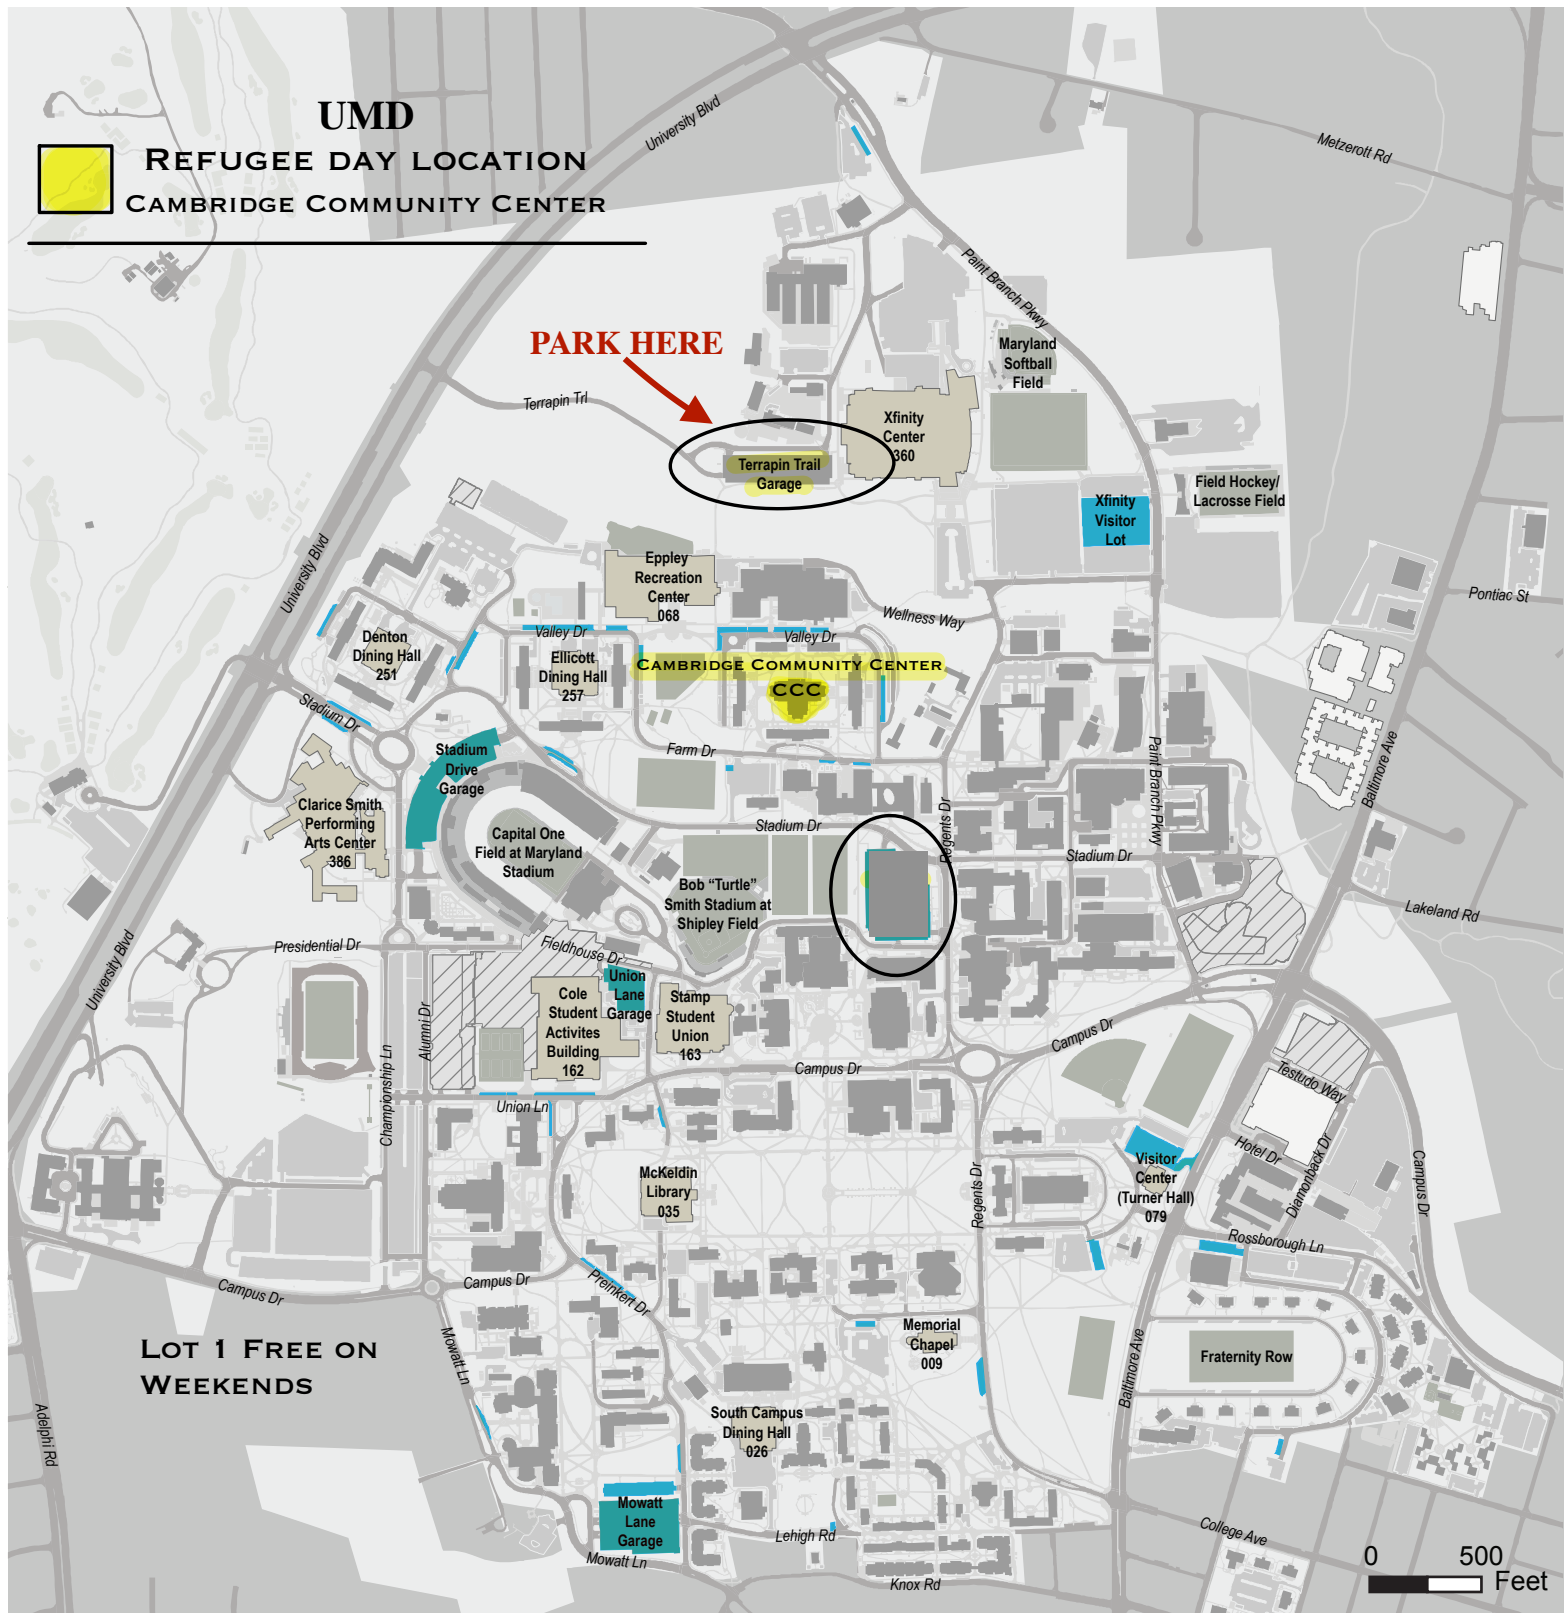 UMD
REFUGEE DAY LOCATION
CAMBRIDGE COMMUNITY CENTER
University Blvd
Metzerott Rd
Paint Branch Pkwy
PARK HERE
Maryland
Softball
Field
Terrapin Trl
Xfinity
Center
360
Terrapin Trail
Garage
Xfinity
Visitor
Lot
Field Hockey/
Lacrosse Field
University Blvd
Eppley
Recreation
Center
068
Pontiac St
Wellness Way
Valley Dr
Valley Dr
Denton
Dining Hall
251
Ellicott
Dining Hall
257
CAMBRIDGE COMMUNITY CENTER
CCC
Stadium Dr
Stadium
Drive
Garage
Farm Dr
Paint Branch Pkwy
Baltimore Ave
Clarice Smith
Performing
Arts Center
386
Capital One
Field at Maryland
Stadium
Stadium Dr
Regents Dr
Stadium Dr
Bob “Turtle”
Smith Stadium at
Shipley Field
Lakeland Rd
Presidential Dr
Fieldhouse Dr
University Blvd
Union
Lane
Garage
Cole
Student
Activites
Building
162
Stamp
Student
Union
163
Alumni Dr
Championship Ln
Campus Dr
Campus Dr
Testudo Way
Union Ln
Hotel Dr
Diamondback Dr
Campus Dr
Visitor
Center
(Turner Hall)
079
McKeldin
Library
035
Regents Dr
Rossborough Ln
Campus Dr
Campus Dr
Preinkert Dr
LOT 1 FREE ON
WEEKENDS
Mowatt Ln
Memorial
Chapel
009
Baltimore Ave
Fraternity Row
Adelphi Rd
South Campus
Dining Hall
026
Mowatt
Lane
Garage
Lehigh Rd
College Ave
Mowatt Ln
Knox Rd
0 500
Feet